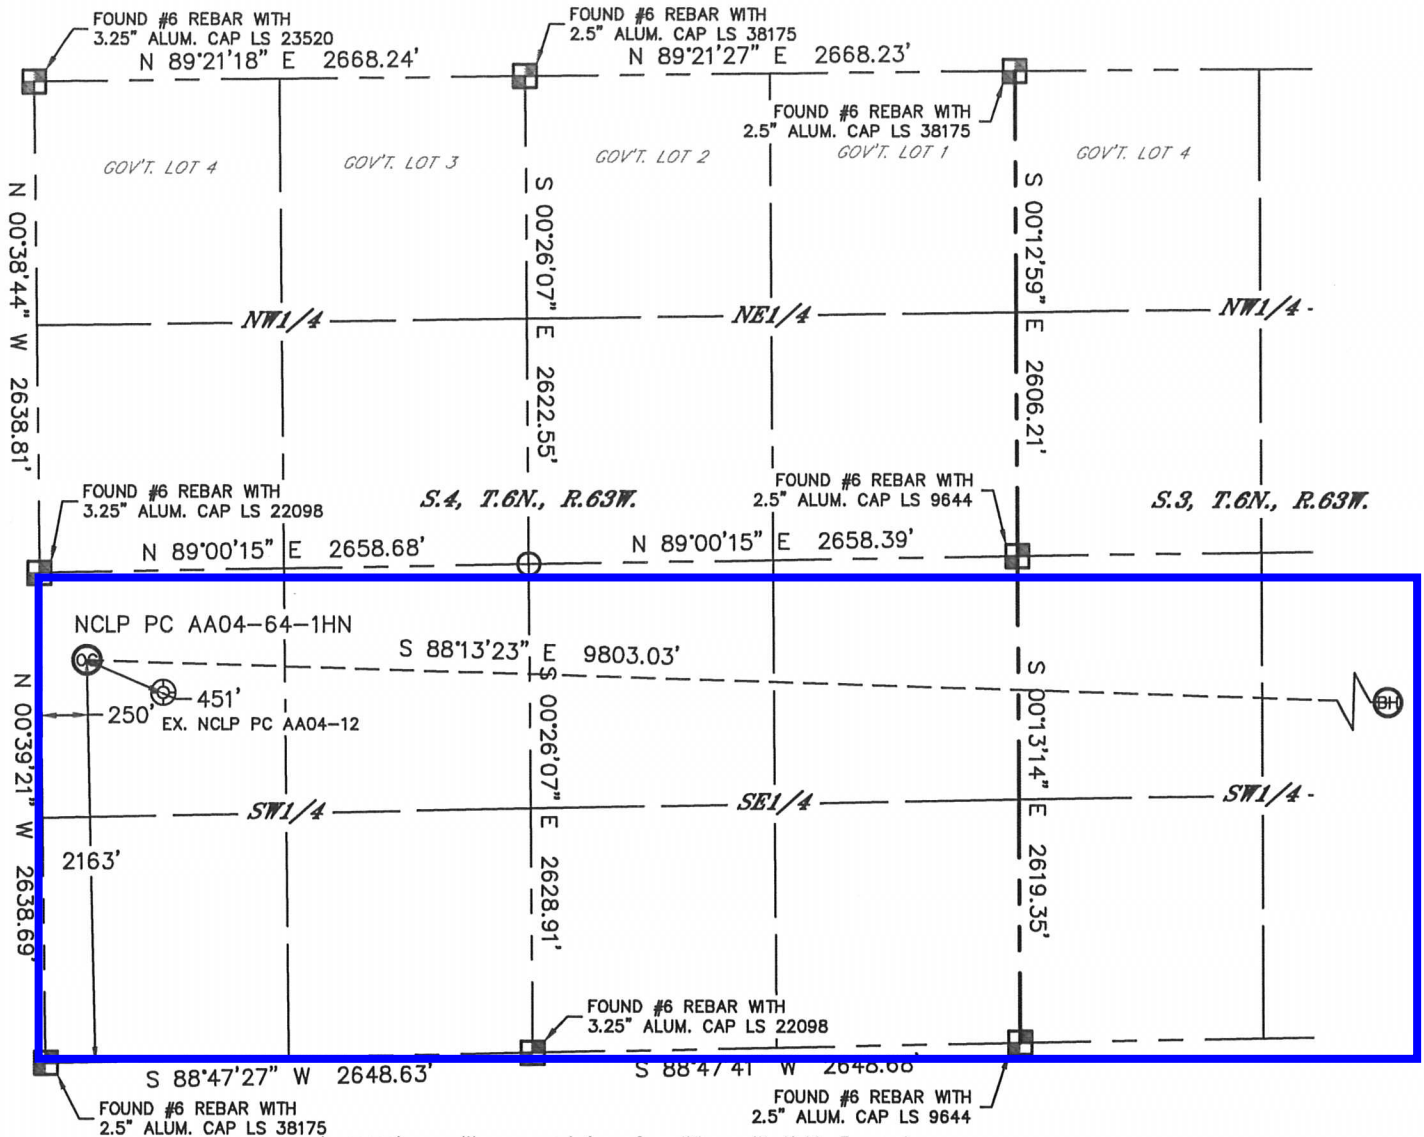 FOUND #6 REBAR WITH
3.25" ALUM. CAP LS 23520
N 89°21'18" E 2668.24'
FOUND #6 REBAR WITH
2.5" ALUM. CAP LS 38175
N 89°21'27" E 2668.23'
FOUND #6 REBAR WITH
2.5" ALUM. CAP LS 38175
GOV'T. LOT 4
GOV'T. LOT 3
GOV'T. LOT 2
GOV'T. LOT 1
GOV'T. LOT 4
N 00°38'44" W 2638.81'
S 00°26'07" E 2622.55'
S 00°12'59" E 2606.21'
NW1/4
NE1/4
NW1/4
FOUND #6 REBAR WITH
3.25" ALUM. CAP LS 22098
S.4, T.6N., R.63W.
FOUND #6 REBAR WITH
2.5" ALUM. CAP LS 9644
S.3, T.6N., R.63W.
N 89°00'15" E 2658.68'
N 89°00'15" E 2658.39'
NCLP PC AA04-64-1HN
OG
S 88°13'23" E 9803.03'
451'
250'
EX. NCLP PC AA04-12
BH
N 00°39'21" W 2638.69'
S 00°26'07" E 2628.91'
S 00°13'14" E 2619.35'
SW1/4
SE1/4
SW1/4
2163'
FOUND #6 REBAR WITH
3.25" ALUM. CAP LS 22098
S 88°47'27" W 2648.63'
S 88°47'41" W 2648.68'
FOUND #6 REBAR WITH
2.5" ALUM. CAP LS 38175
FOUND #6 REBAR WITH
2.5" ALUM. CAP LS 9644